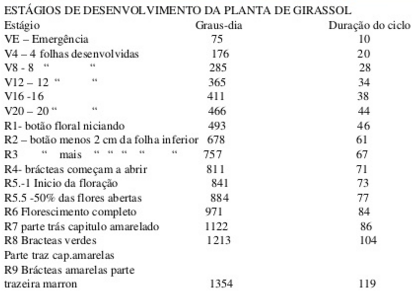 ESTÁGIOS DE DESENVOLVIMENTO DA PLANTA DE GIRASSOL
Estágio Graus-dia Duração do ciclo
VE – Emergência 75 10
V4 – 4 folhas desenvolvidas 176 20
V8 - 8 “ “ 285 28
V12 – 12 “ “ 365 34
V16 -16 411 38
V20 – 20 “ “ 466 44
R1- botão floral niciando 493 46
R2 – botão menos 2 cm da folha inferior 678 61
R3 “ mais “ “ “ “ “ 757 67
R4- brácteas começam a abrir 811 71
R5.-1 Inicio da floração 841 73
R5.5 -50% das flores abertas 884 77
R6 Florescimento completo 971 84
R7 parte trás capitulo amarelado 1122 86
R8 Bracteas verdes 1213 104
Parte traz cap.amarelas
R9 Brácteas amarelas parte
trazeira marron 1354 119